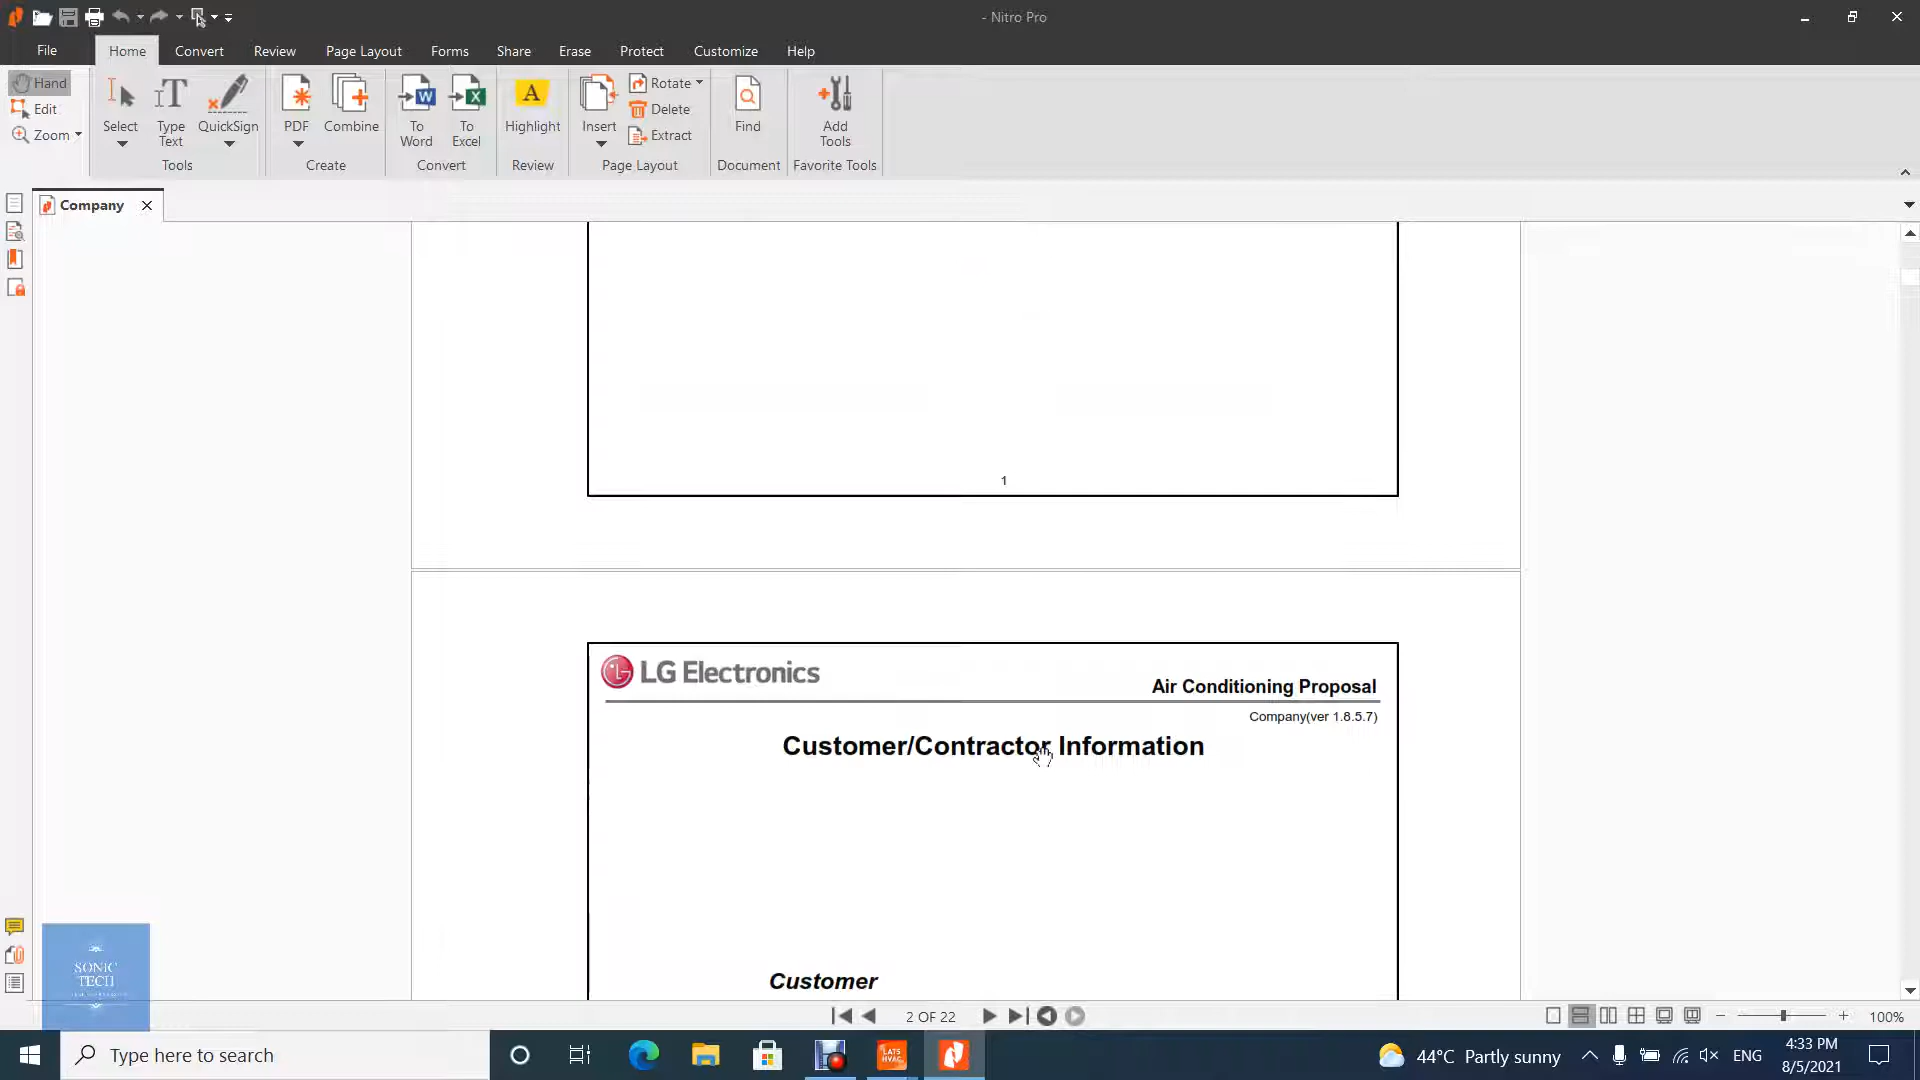 - Nitro Pro
File
Home
Convert
Review
Page Layout
Forms
Share
Erase
Protect
Customize
Help
Hand
Edit
Zoom
Select
Type
Text
QuickSign
Tools
PDF
Combine
Create
To
Word
To
Excel
Convert
Highlight
Review
Insert
Rotate
Delete
Extract
Page Layout
Find
Document
Add
Tools
Favorite Tools
Company
1
LG Electronics
Air Conditioning Proposal
Company(ver 1.8.5.7)
Customer/Contractor Information
Customer
SONIC
TECH
2 OF 22
100%
Type here to search
LATS
HVAC
44°C Partly sunny
ENG
4:33 PM
8/5/2021